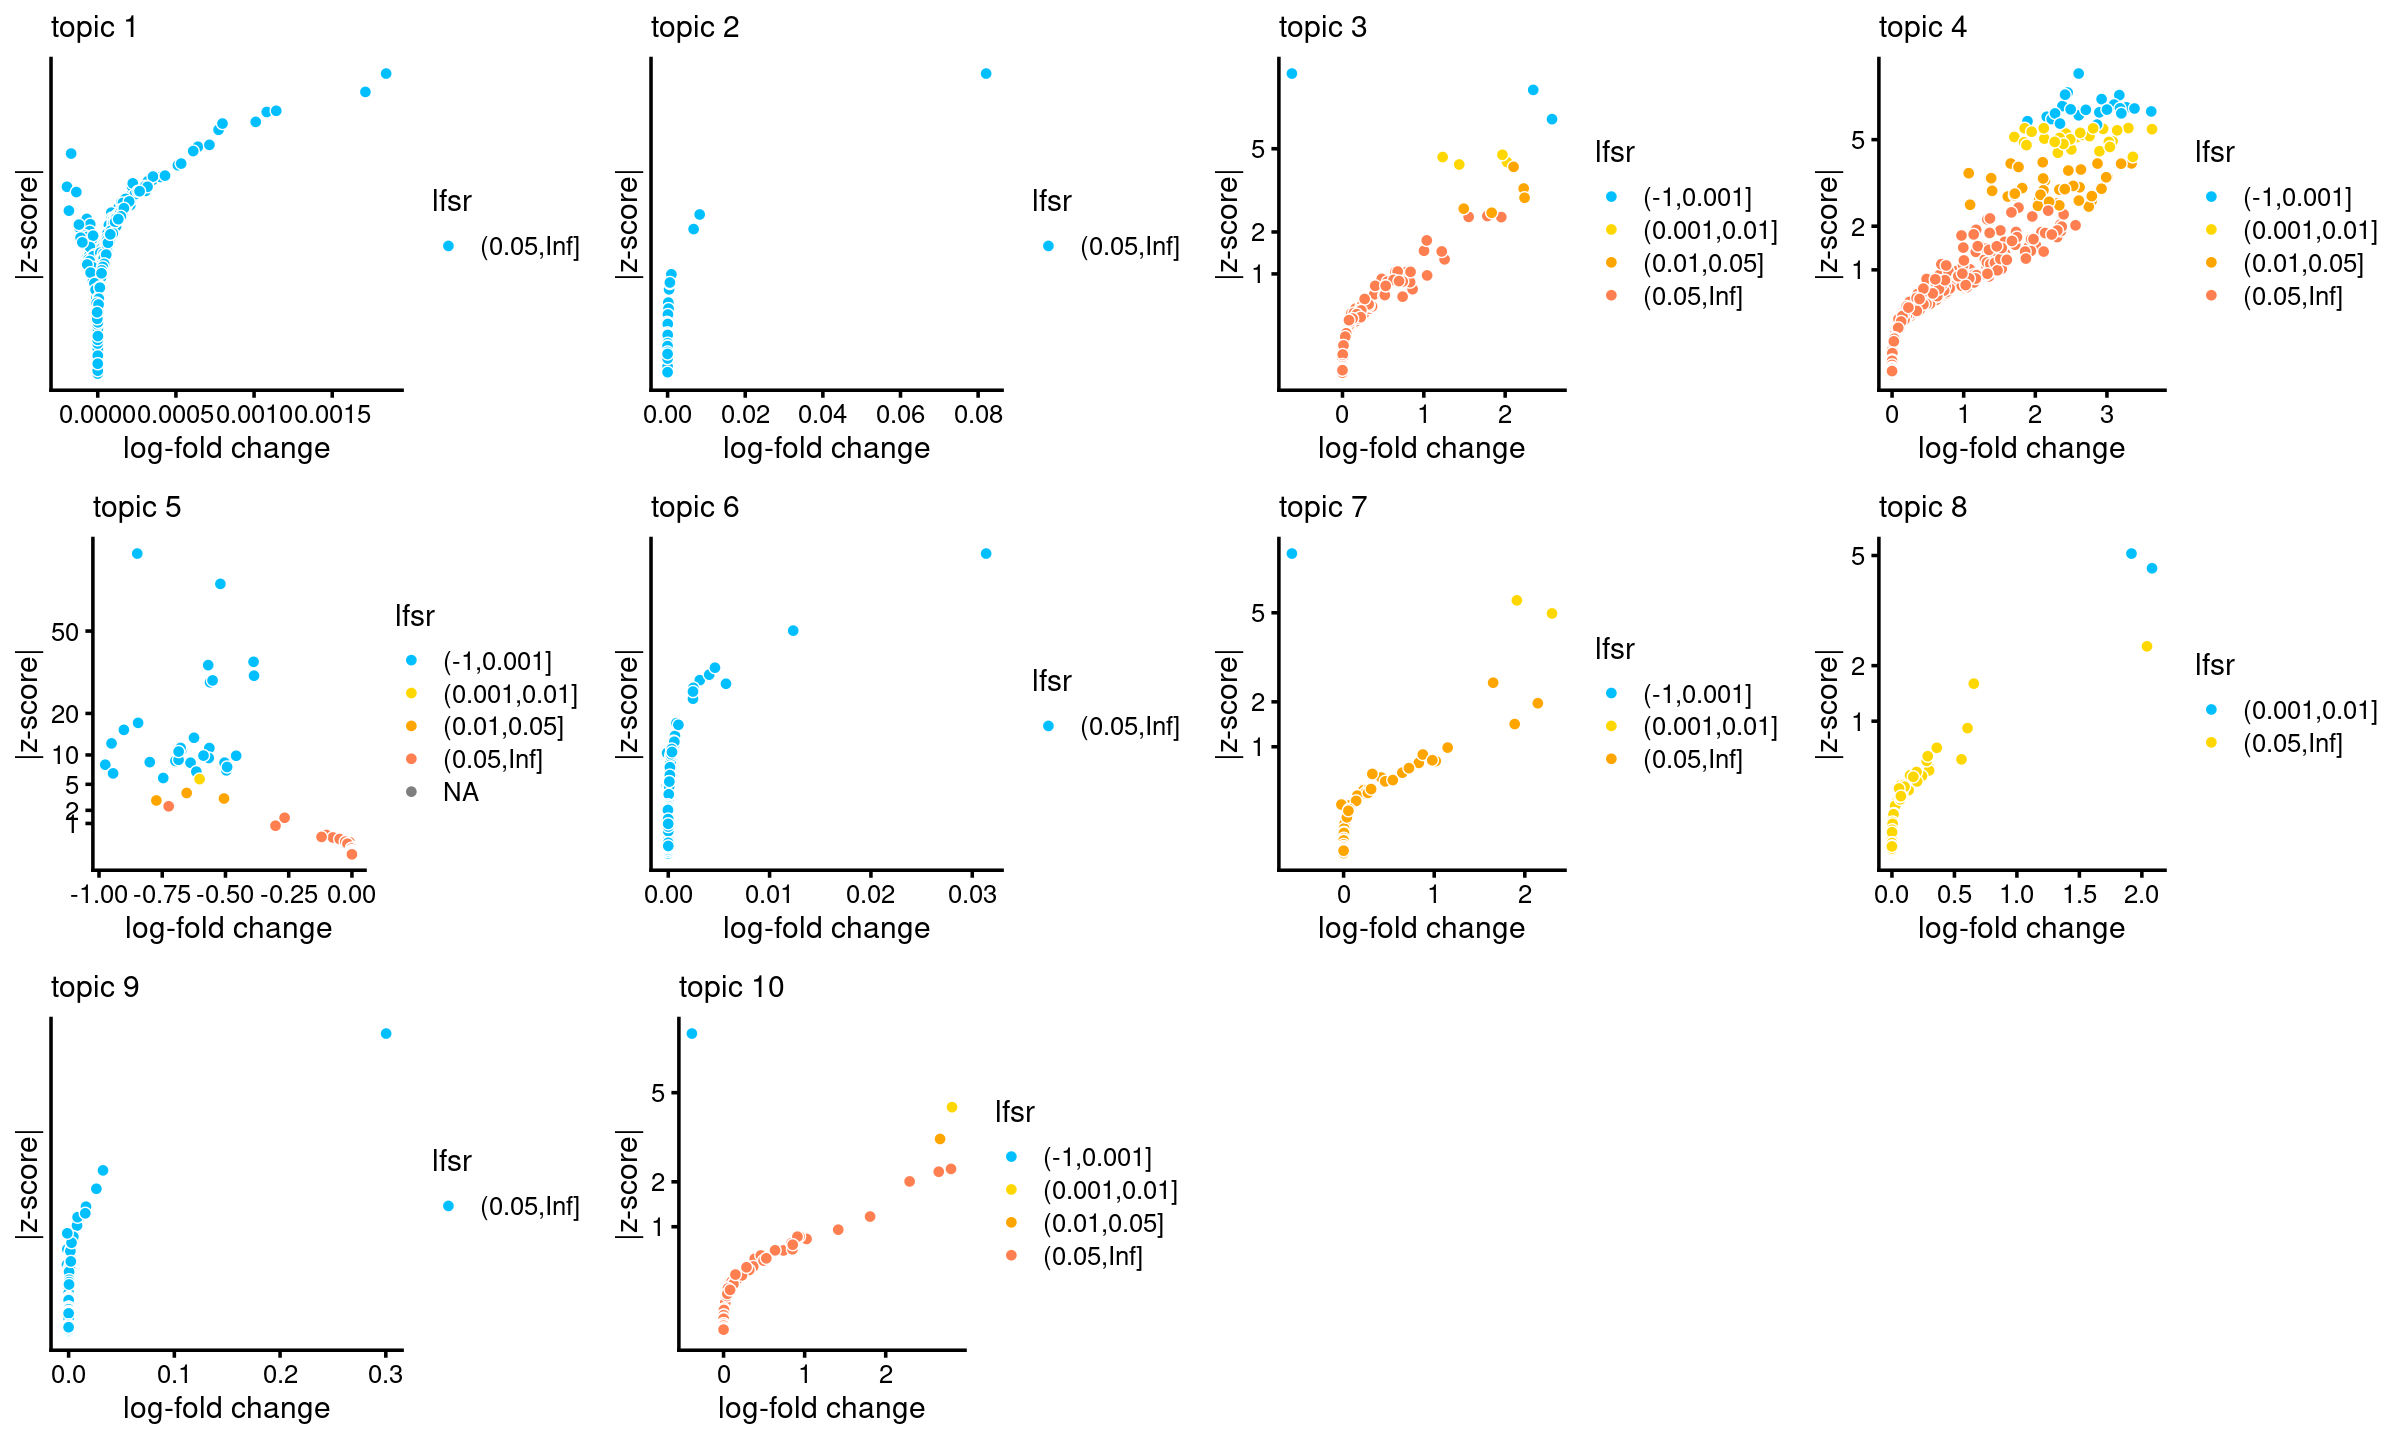 topic 1
|z-score|
0.0000 0.0005 0.0010 0.0015
log-fold change
lfsr
(0.05,Inf]
topic 2
|z-score|
0.00 0.02 0.04 0.06 0.08
log-fold change
lfsr
(0.05,Inf]
topic 3
|z-score|
5
2
1
0 1 2
log-fold change
lfsr
(-1,0.001]
(0.001,0.01]
(0.01,0.05]
(0.05,Inf]
topic 4
|z-score|
5
2
1
0 1 2 3
log-fold change
lfsr
(-1,0.001]
(0.001,0.01]
(0.01,0.05]
(0.05,Inf]
topic 5
|z-score|
50
20
10
5
2
1
-1.00 -0.75 -0.50 -0.25 0.00
log-fold change
lfsr
(-1,0.001]
(0.001,0.01]
(0.01,0.05]
(0.05,Inf]
NA
topic 6
|z-score|
0.00 0.01 0.02 0.03
log-fold change
lfsr
(0.05,Inf]
topic 7
|z-score|
5
2
1
0 1 2
log-fold change
lfsr
(-1,0.001]
(0.001,0.01]
(0.05,Inf]
topic 8
|z-score|
5
2
1
0.0 0.5 1.0 1.5 2.0
log-fold change
lfsr
(0.001,0.01]
(0.05,Inf]
topic 9
|z-score|
0.0 0.1 0.2 0.3
log-fold change
lfsr
(0.05,Inf]
topic 10
|z-score|
5
2
1
0 1 2
log-fold change
lfsr
(-1,0.001]
(0.001,0.01]
(0.01,0.05]
(0.05,Inf]